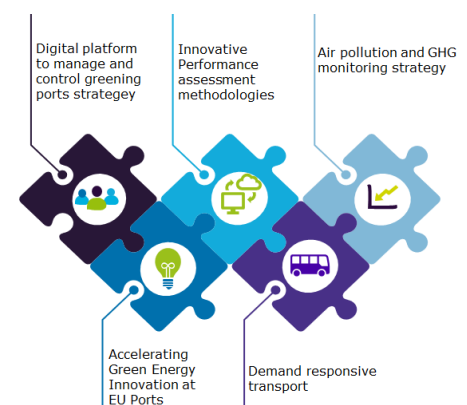 Digital platform
to manage and
control greening
ports strategey
Innovative
Performance
assessment
methodologies
Air pollution and GHG
monitoring strategy
Accelerating
Green Energy
Innovation at
EU Ports
Demand responsive
transport